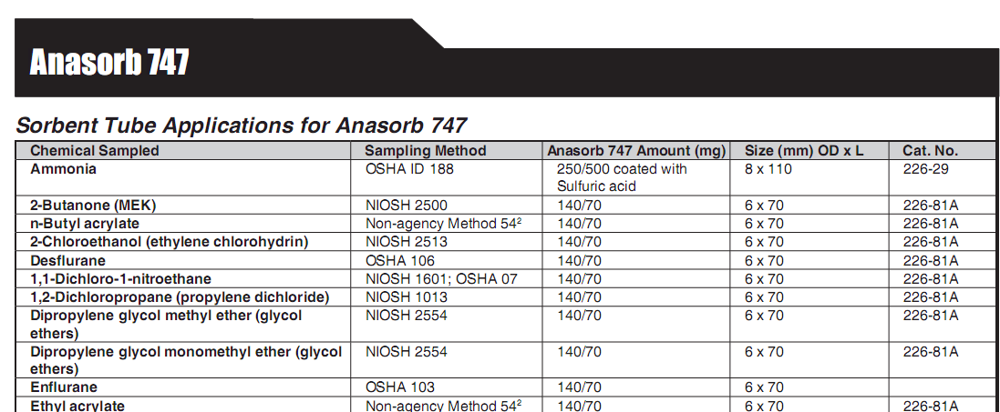 Anasorb 747
Sorbent Tube Applications for Anasorb 747
Chemical Sampled Sampling Method Anasorb 747 Amount (mg) Size (mm) OD x L Cat. No.
Ammonia OSHA ID 188 250/500 coated with 8 x 110 226-29
Sulfuric acid
2-Butanone (MEK) NIOSH 2500 140/70 6 x 70 226-81A
n-Butyl acrylate Non-agency Method 54² 140/70 6 x 70 226-81A
2-Chloroethanol (ethylene chlorohydrin) NIOSH 2513 140/70 6 x 70 226-81A
Desflurane OSHA 106 140/70 6 x 70 226-81A
1,1-Dichloro-1-nitroethane NIOSH 1601; OSHA 07 140/70 6 x 70 226-81A
1,2-Dichloropropane (propylene dichloride) NIOSH 1013 140/70 6 x 70 226-81A
Dipropylene glycol methyl ether (glycol NIOSH 2554 140/70 6 x 70 226-81A
ethers)
Dipropylene glycol monomethyl ether (glycol NIOSH 2554 140/70 6 x 70 226-81A
ethers)
Enflurane OSHA 103 140/70 6 x 70
Ethyl acrylate Non-agency Method 54² 140/70 6 x 70 226-81A